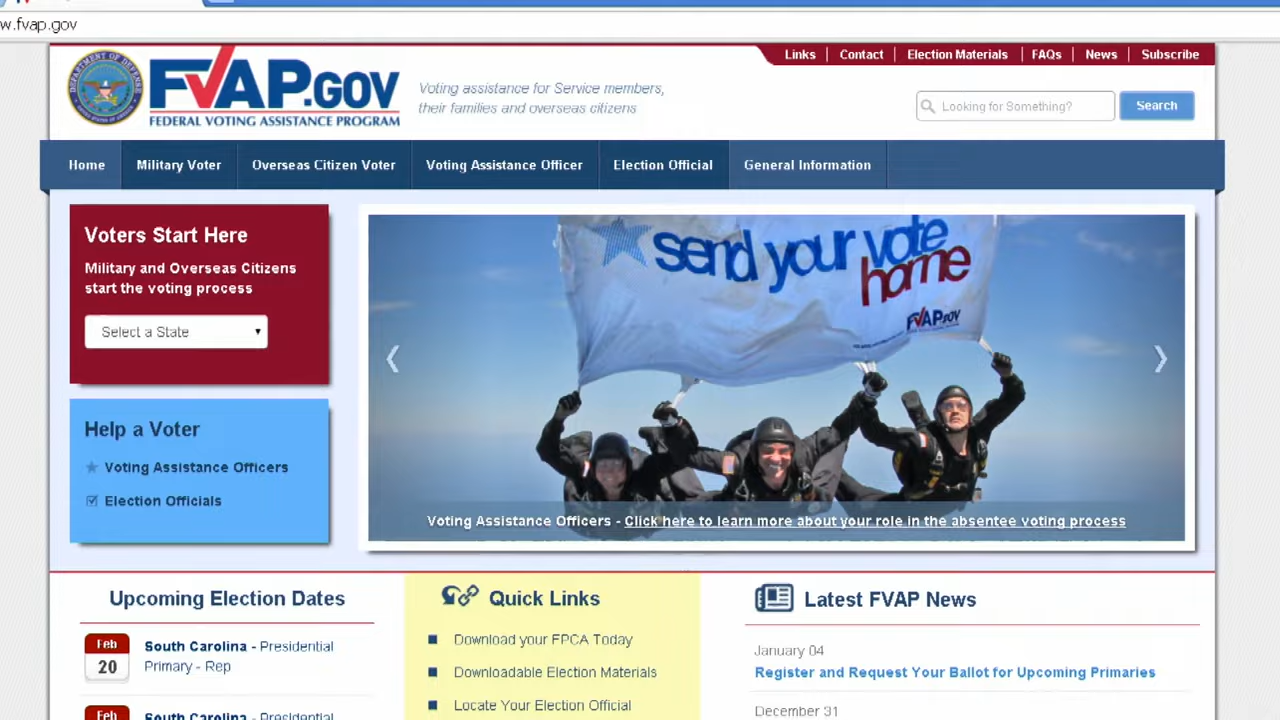 w.fvap.gov
Links
Contact
Election Materials
FAQs
News
Subscribe
DEPARTMENT OF DEFENSE
FVAP.GOV
FEDERAL VOTING ASSISTANCE PROGRAM
Voting assistance for Service members,
their families and overseas citizens
Looking for Something?
Search
Home
Military Voter
Overseas Citizen Voter
Voting Assistance Officer
Election Official
General Information
Voters Start Here
Military and Overseas Citizens
start the voting process
Select a State
Help a Voter
Voting Assistance Officers
Election Officials
send your vote
home
FVAP.gov
Voting Assistance Officers - Click here to learn more about your role in the absentee voting process
Upcoming Election Dates
Feb
20
South Carolina - Presidential
Primary - Rep
Feb
South Carolina - Presidential
Quick Links
Download your FPCA Today
Downloadable Election Materials
Locate Your Election Official
Latest FVAP News
January 04
Register and Request Your Ballot for Upcoming Primaries
December 31